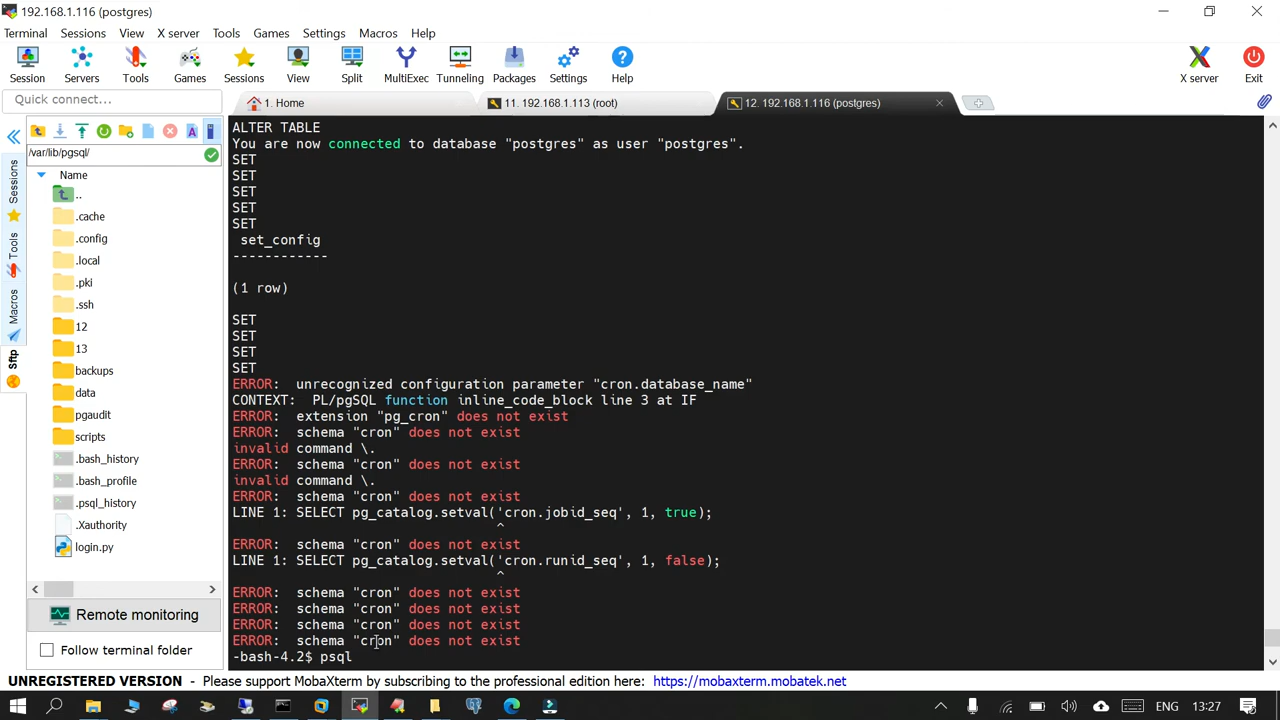 192.168.1.116 (postgres)
Terminal Sessions View X server Tools Games Settings Macros Help
Session Servers Tools Games Sessions View Split MultiExec Tunneling Packages Settings Help X server Exit
Quick connect...
1. Home
11. 192.168.1.113 (root)
12. 192.168.1.116 (postgres)
Sessions
Tools
Macros
Sftp
/var/lib/pgsql/
Name
..
.cache
.config
.local
.pki
.ssh
12
13
backups
data
pgaudit
scripts
.bash_history
.bash_profile
.psql_history
.Xauthority
login.py
Remote monitoring
Follow terminal folder
ALTER TABLE
You are now connected to database "postgres" as user "postgres".
SET
SET
SET
SET
SET
set_config
------------
(1 row)
SET
SET
SET
SET
ERROR: unrecognized configuration parameter "cron.database_name"
CONTEXT: PL/pgSQL function inline_code_block line 3 at IF
ERROR: extension "pg_cron" does not exist
ERROR: schema "cron" does not exist
invalid command \.
ERROR: schema "cron" does not exist
invalid command \.
ERROR: schema "cron" does not exist
LINE 1: SELECT pg_catalog.setval('cron.jobid_seq', 1, true);
^
ERROR: schema "cron" does not exist
LINE 1: SELECT pg_catalog.setval('cron.runid_seq', 1, false);
^
ERROR: schema "cron" does not exist
ERROR: schema "cron" does not exist
ERROR: schema "cron" does not exist
ERROR: schema "cron" does not exist
-bash-4.2$ psql
UNREGISTERED VERSION - Please support MobaXterm by subscribing to the professional edition here: https://mobaxterm.mobatek.net
ENG 13:27